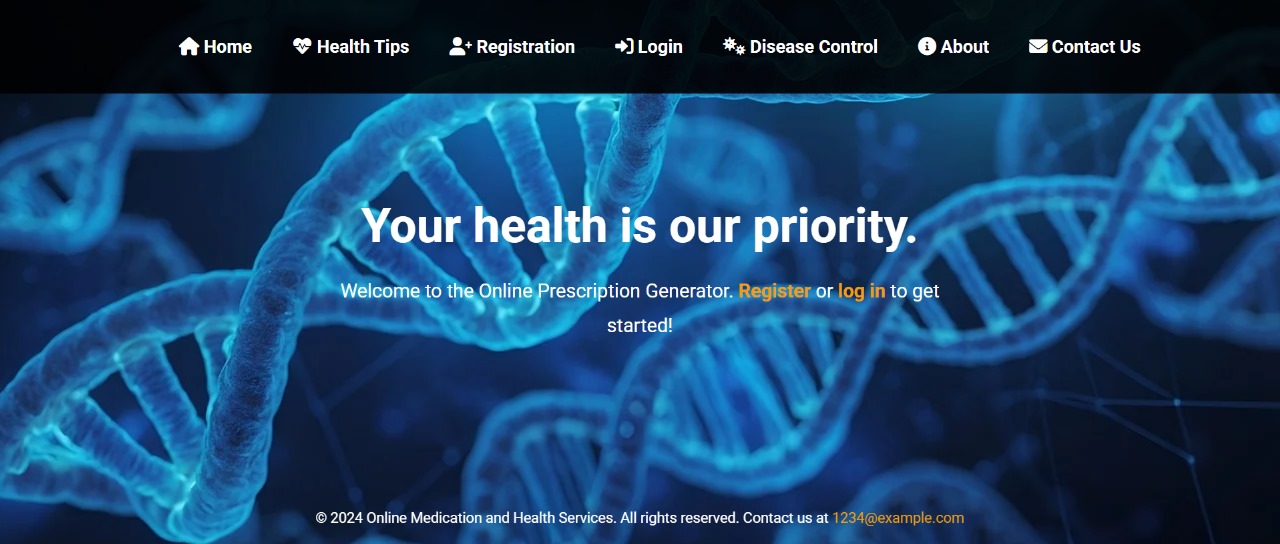 Home Health Tips Registration Login Disease Control About Contact Us
Your health is our priority.
Welcome to the Online Prescription Generator. Register or log in to get
started!
© 2024 Online Medication and Health Services. All rights reserved. Contact us at 1234@example.com